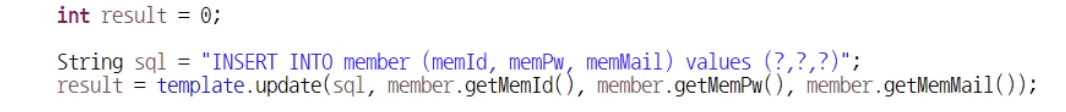 int result = 0;
String sql = "INSERT INTO member (memId, memPw, memMail) values (?,?,?)";
result = template.update(sql, member.getMemId(), member.getMemPw(), member.getMemMail());